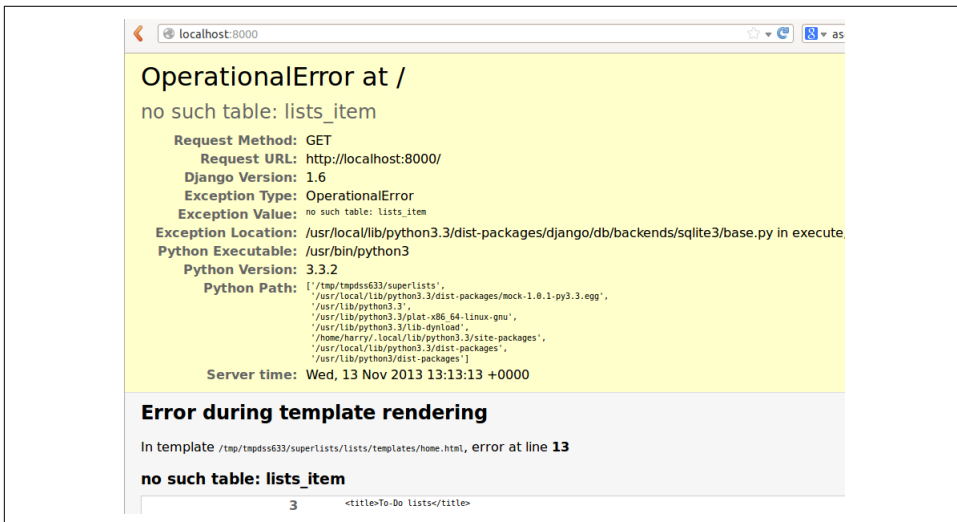 localhost:8000
8 as
OperationalError at /
no such table: lists_item
Request Method: GET
Request URL: http://localhost:8000/
Django Version: 1.6
Exception Type: OperationalError
Exception Value: no such table: lists_item
Exception Location: /usr/local/lib/python3.3/dist-packages/django/db/backends/sqlite3/base.py in execute,
Python Executable: /usr/bin/python3
Python Version: 3.3.2
Python Path: ['/tmp/tmpdss633/superlists',
'/usr/local/lib/python3.3/dist-packages/mock-1.0.1-py3.3.egg',
'/usr/lib/python3.3',
'/usr/lib/python3.3/plat-x86_64-linux-gnu',
'/usr/lib/python3.3/lib-dynload',
'/home/harry/.local/lib/python3.3/site-packages',
'/usr/local/lib/python3.3/dist-packages',
'/usr/lib/python3/dist-packages']
Server time: Wed, 13 Nov 2013 13:13:13 +0000
Error during template rendering
In template /tmp/tmpdss633/superlists/lists/templates/home.html, error at line 13
no such table: lists_item
3 <title>To-Do lists</title>